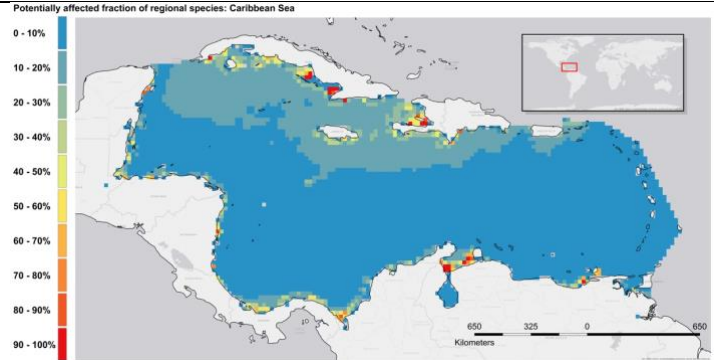 Potentially affected fraction of regional species: Caribbean Sea
0 - 10%
10 - 20%
20 - 30%
30 - 40%
40 - 50%
50 - 60%
60 - 70%
70 - 80%
80 - 90%
90 - 100%
650 325 0 650
Kilometers